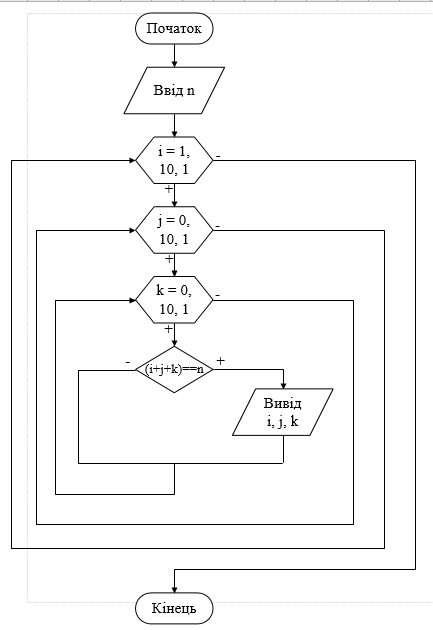 Початок
Ввід n
i = 1,
10, 1
-
+
j = 0,
10, 1
-
+
k = 0,
10, 1
-
+
-
(i+j+k)==n
+
Вивід
i, j, k
Кінець